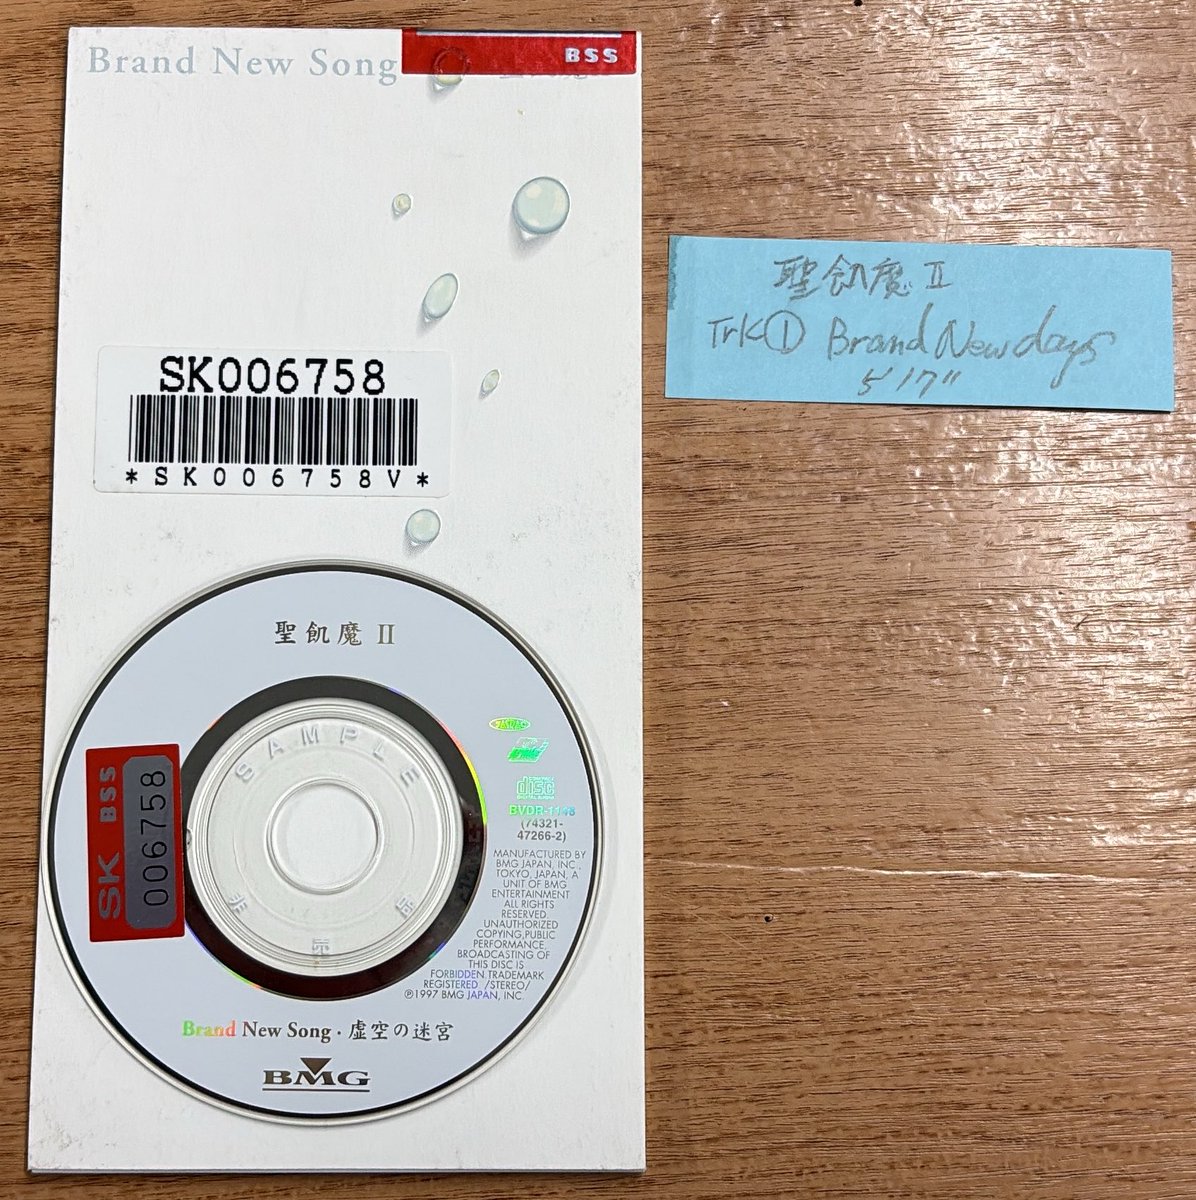 Brand New Song
BSS
SK006758
*SK006758V*
聖飢魔 II
Trk① Brand New days
5'17"
聖飢魔 II
SAMPLE
SK BSS
006758
disc
BVDR-1146
(74321-
47266-2)
MANUFACTURED BY
BMG JAPAN, INC.,
TOKYO, JAPAN, A
UNIT OF BMG
ENTERTAINMENT
ALL RIGHTS
RESERVED.
UNAUTHORIZED
COPYING,PUBLIC
PERFORMANCE,
BROADCASTING OF
THIS DISC IS
FORBIDDEN.TRADEMARK
REGISTERED /STEREO/
℗1997 BMG JAPAN, INC.
Brand New Song・虚空の迷宮
BMG